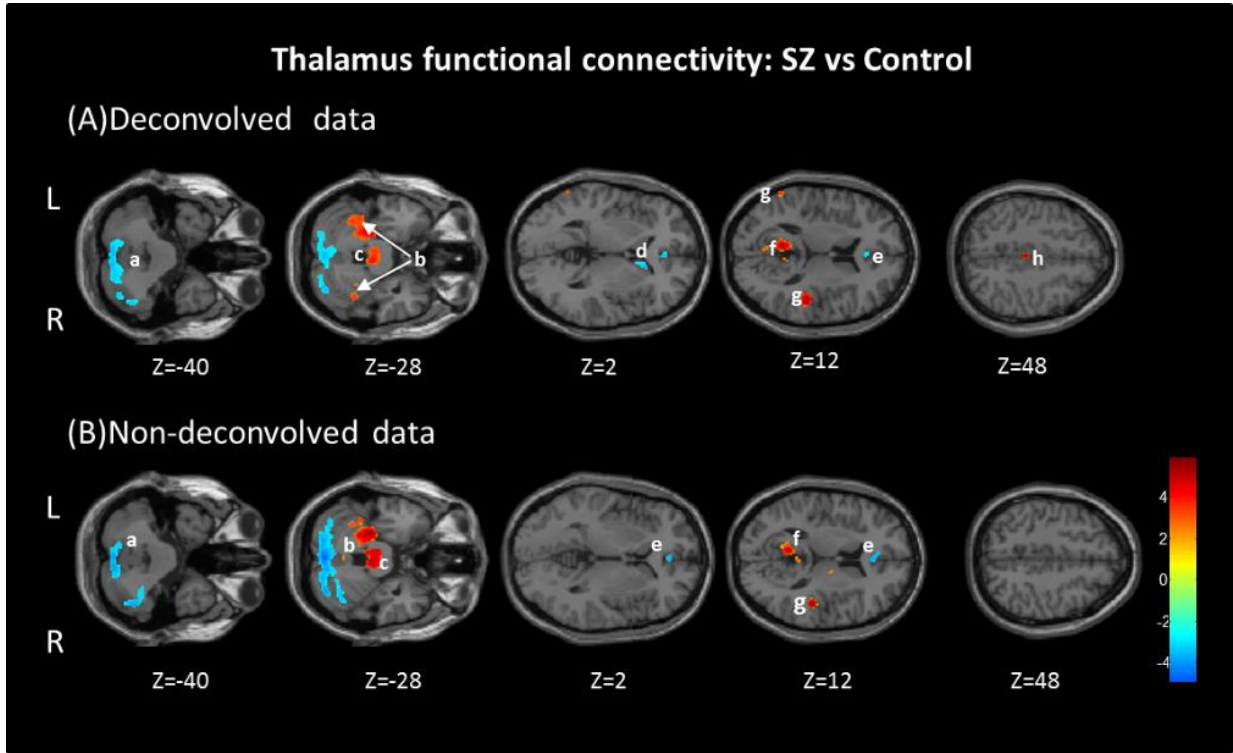 Thalamus functional connectivity: SZ vs Control
(A)Deconvolved data
L
R
a
c
b
d
g
f
e
g
h
Z=-40
Z=-28
Z=2
Z=12
Z=48
(B)Non-deconvolved data
L
R
a
b
c
e
f
e
g
4
2
0
-2
-4
Z=-40
Z=-28
Z=2
Z=12
Z=48